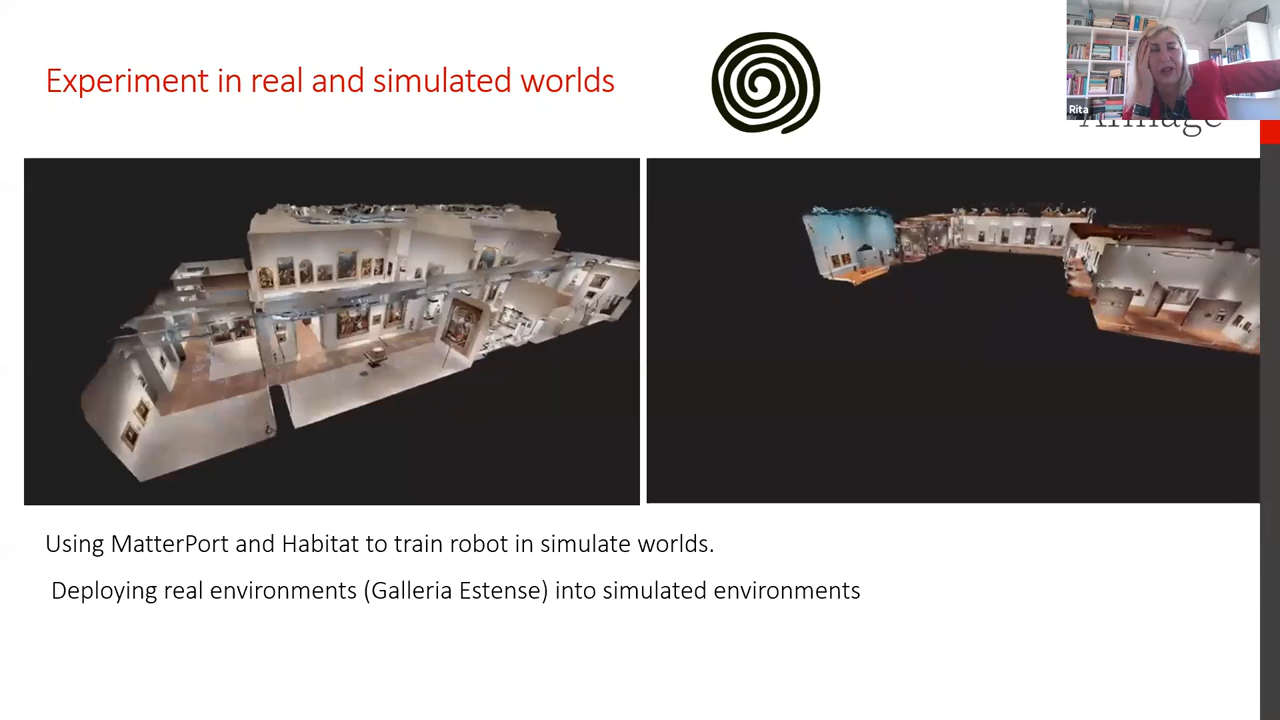 Experiment in real and simulated worlds
Rita
Using MatterPort and Habitat to train robot in simulate worlds.
Deploying real environments (Galleria Estense) into simulated environments